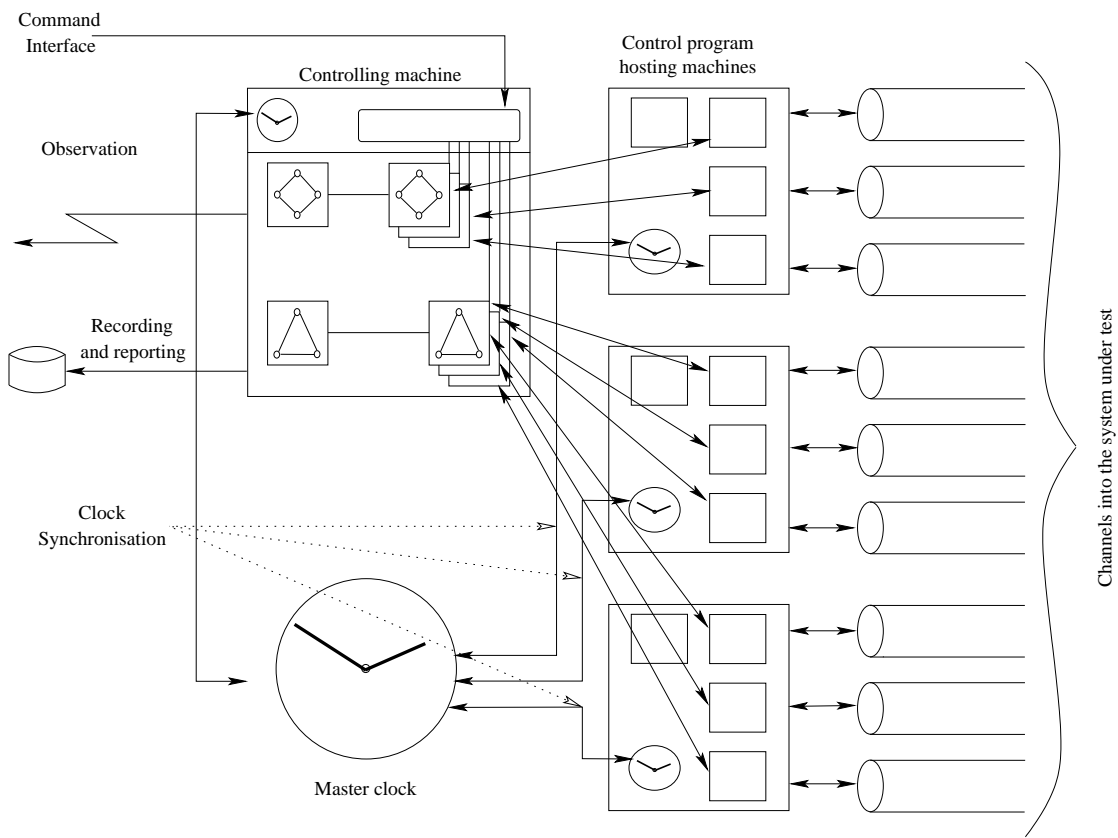 Command
Interface
Control program
hosting machines
Controlling machine
Observation
Recording
and reporting
Channels into the system under test
Clock
Synchronisation
Master clock